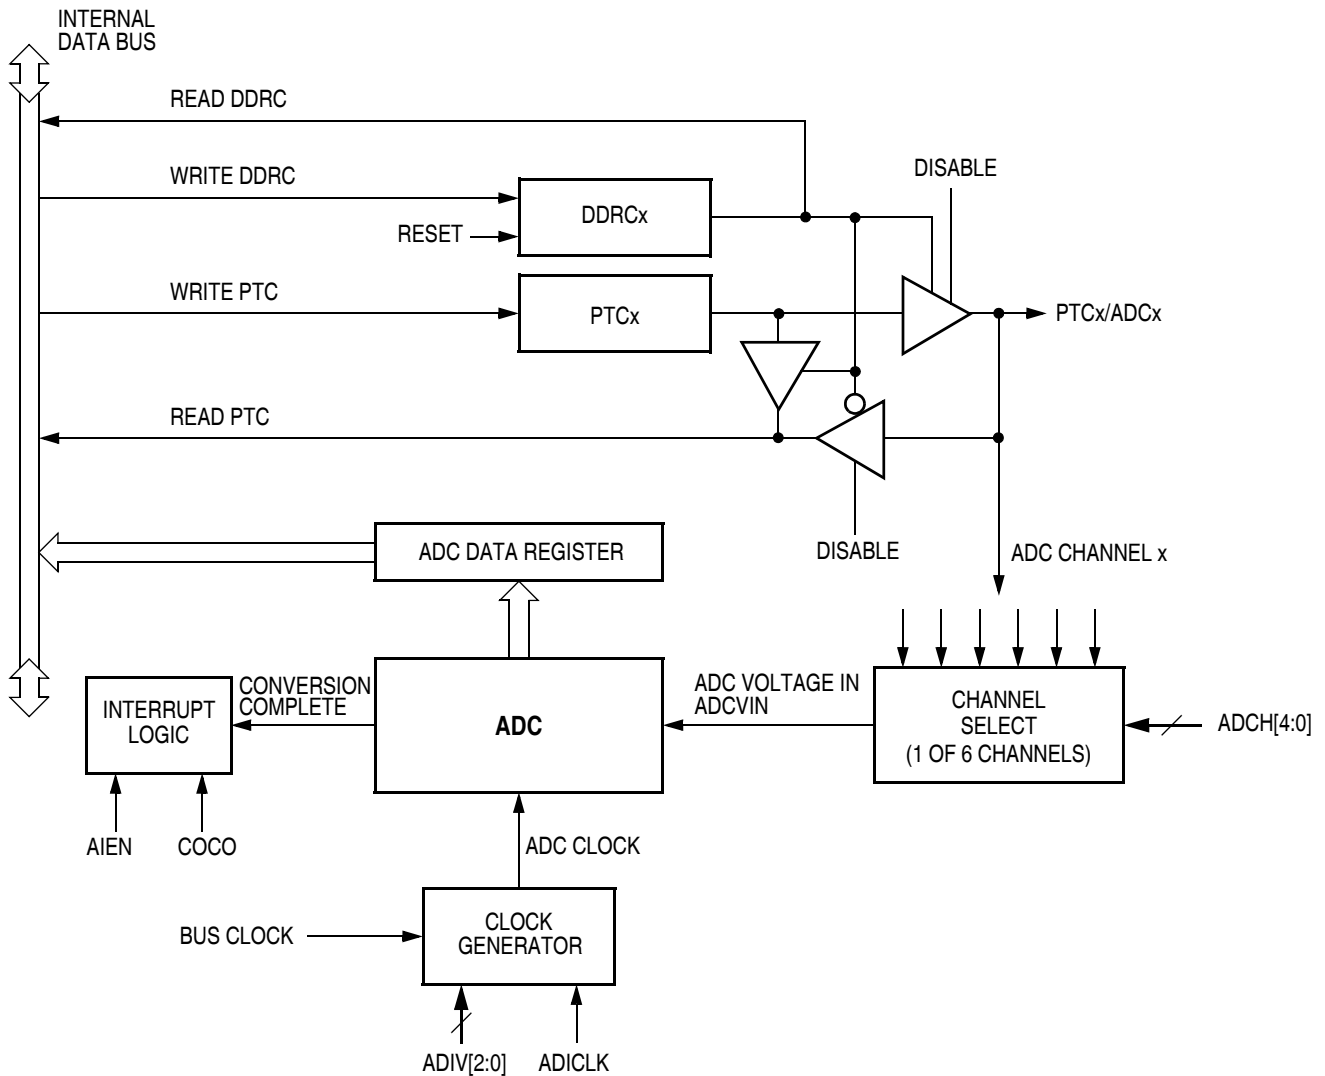 INTERNAL
DATA BUS
READ DDRC
WRITE DDRC
DISABLE
DDRCx
RESET
WRITE PTC
PTCx
PTCx/ADCx
READ PTC
DISABLE
ADC CHANNEL x
ADC DATA REGISTER
INTERRUPT
LOGIC
CONVERSION
COMPLETE
ADC
ADC VOLTAGE IN
ADCVIN
CHANNEL
SELECT
(1 OF 6 CHANNELS)
ADCH[4:0]
AIEN
COCO
ADC CLOCK
BUS CLOCK
CLOCK
GENERATOR
ADIV[2:0]
ADICLK